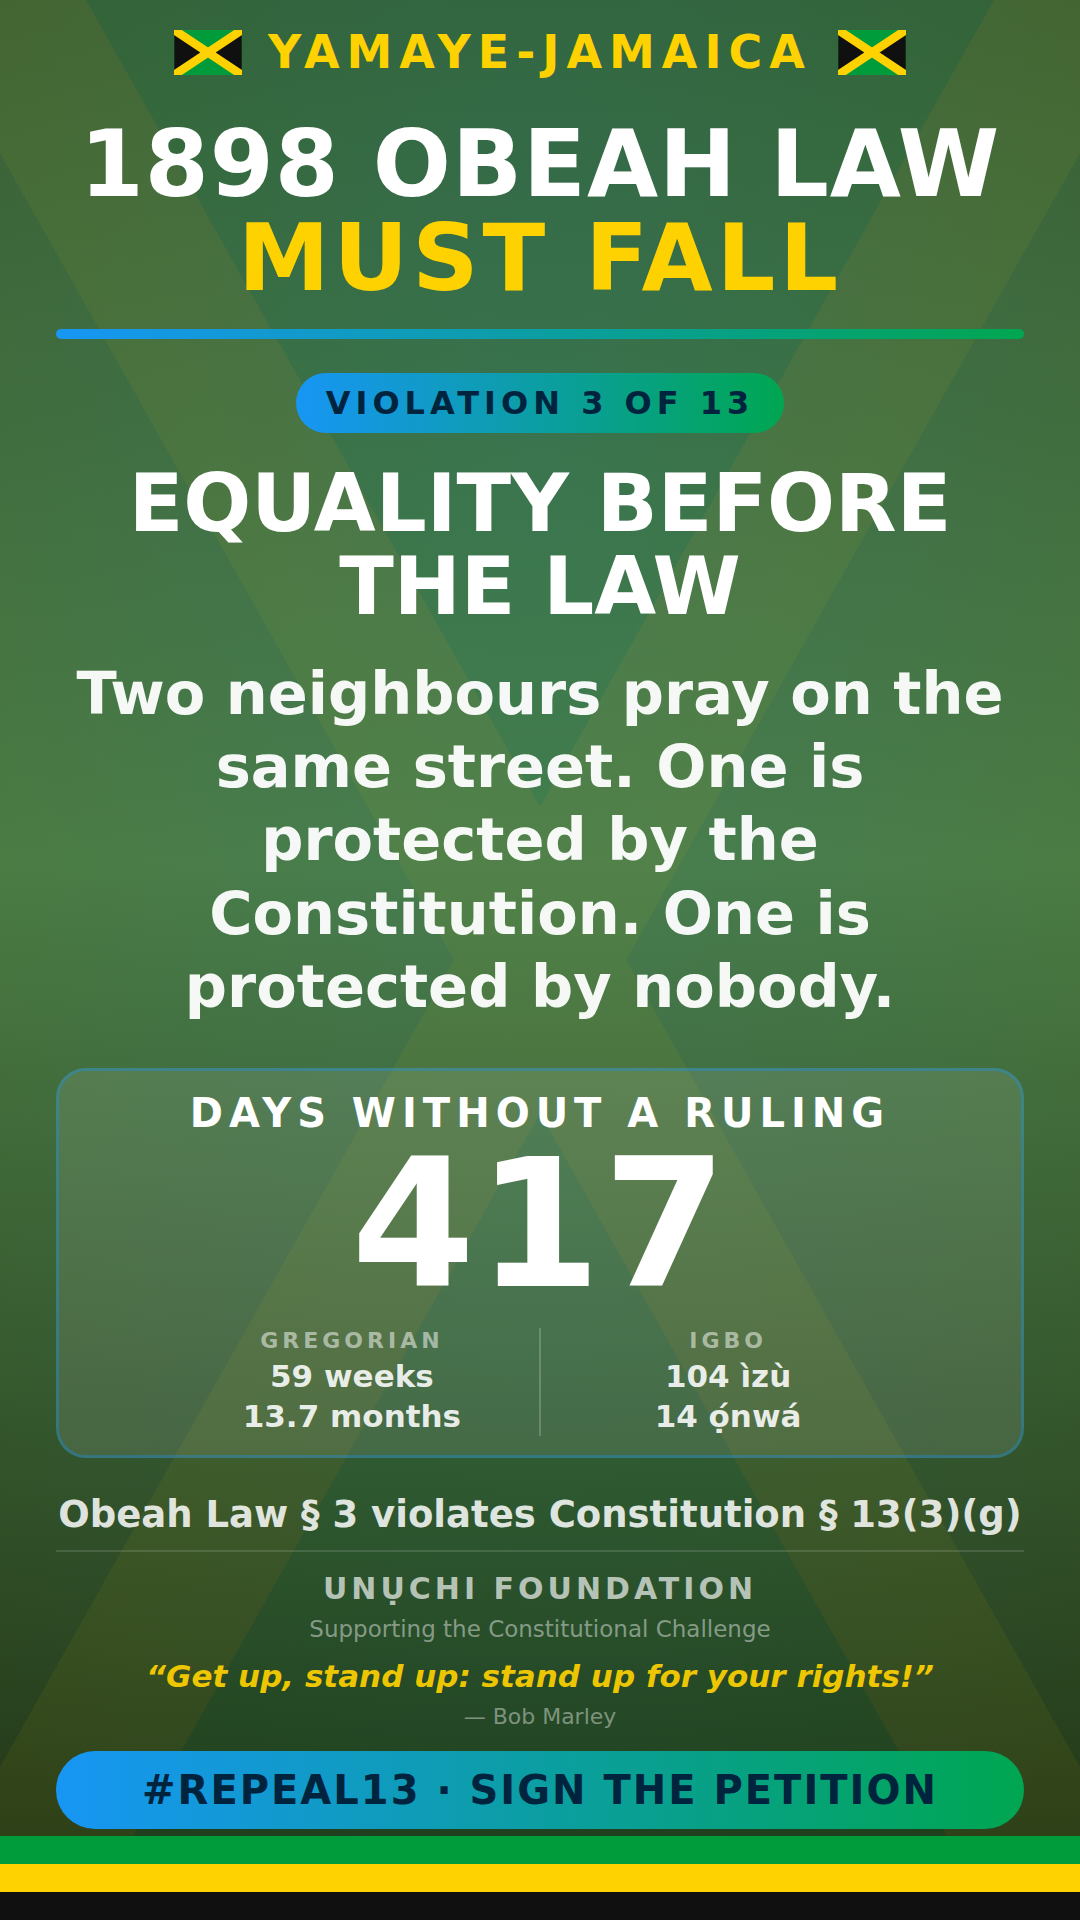 YAMAYE-JAMAICA
1898 OBEAH LAW
MUST FALL
VIOLATION 3 OF 13
EQUALITY BEFORE
THE LAW
Two neighbours pray on the
same street. One is
protected by the
Constitution. One is
protected by nobody.
DAYS WITHOUT A RULING
417
GREGORIAN
59 weeks
13.7 months
IGBO
104 ìzù
14 ọ́nwá
Obeah Law § 3 violates Constitution § 13(3)(g)
UNỤCHI FOUNDATION
Supporting the Constitutional Challenge
“Get up, stand up: stand up for your rights!”
— Bob Marley
#REPEAL13 · SIGN THE PETITION